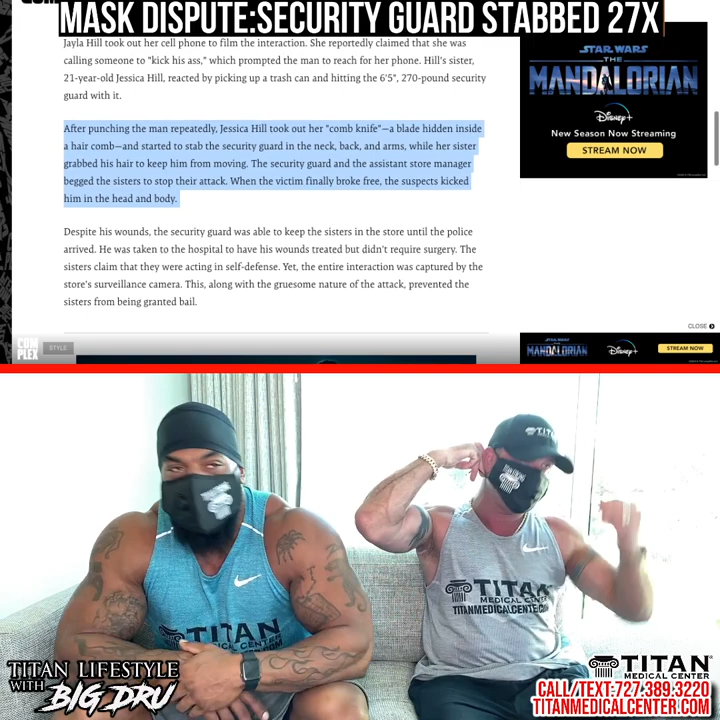 MASK DISPUTE:SECURITY GUARD STABBED 27X
Jayla Hill took out her cell phone to film the interaction. She reportedly claimed that she was
calling someone to "kick his ass," which prompted the man to reach for her phone. Hill's sister,
21-year-old Jessica Hill, reacted by picking up a trash can and hitting the 6'5", 270-pound security
guard with it.
After punching the man repeatedly, Jessica Hill took out her "comb knife"—a blade hidden inside
a hair comb—and started to stab the security guard in the neck, back, and arms, while her sister
grabbed his hair to keep him from moving. The security guard and the assistant store manager
begged the sisters to stop their attack. When the victim finally broke free, the suspects kicked
him in the head and body.
Despite his wounds, the security guard was able to keep the sisters in the store until the police
arrived. He was taken to the hospital to have his wounds treated but didn't require surgery. The
sisters claim that they were acting in self-defense. Yet, the entire interaction was captured by the
store's surveillance camera. This, along with the gruesome nature of the attack, prevented the
sisters from being granted bail.
STAR WARS
THE
MANDALORIAN
Disney+
New Season Now Streaming
STREAM NOW
CLOSE
COM
PLEX
STYLE
STAR WARS
MANDALORIAN
Disney+
STREAM NOW
TITAN
MEDICAL CENTER
TITAN
MEDICAL CENTER
TITANMEDICALCENTER.COM
TITAN LIFESTYLE
WITH BIG DRU
TITAN
MEDICAL CENTER
CALL/TEXT:727.389.3220
TITANMEDICALCENTER.COM